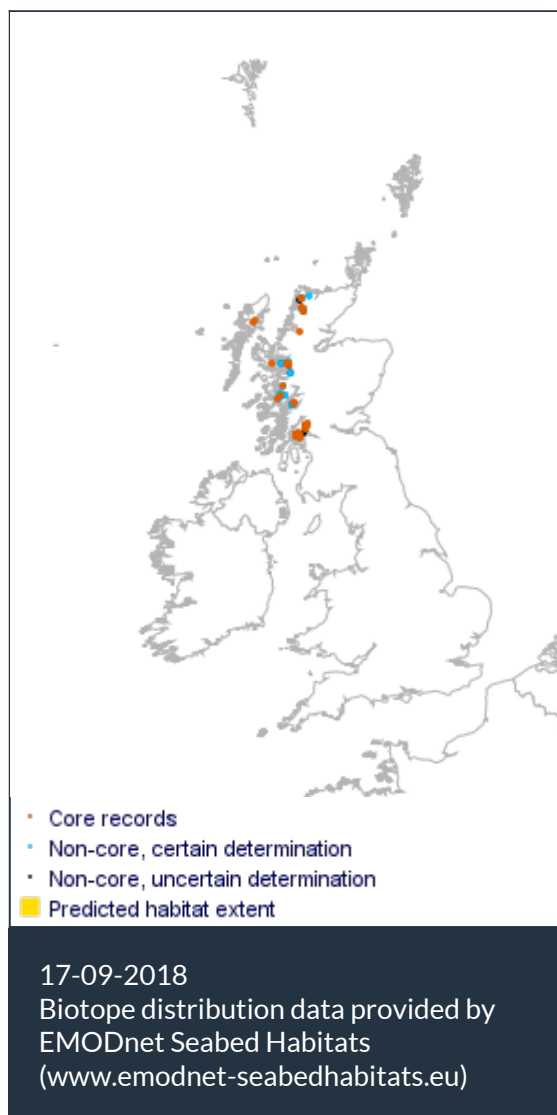 Core records
Non-core, certain determination
Non-core, uncertain determination
Predicted habitat extent
17-09-2018
Biotope distribution data provided by
EMODnet Seabed Habitats
(www.emodnet-seabedhabitats.eu)